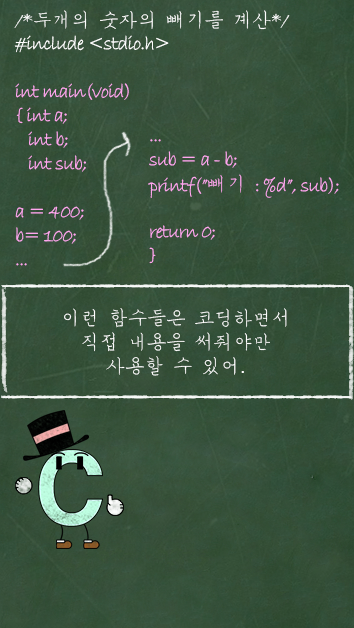 /*두개의 숫자의 빼기를 계산*/
#include <stdio.h>
int main(void)
{ int a;
int b;
int sub;
a = 400;
b= 100;
...
...
sub = a - b;
printf("빼기 : %d", sub);
return 0;
}
이런 함수들은 코딩하면서
직접 내용을 써줘야만
사용할 수 있어.